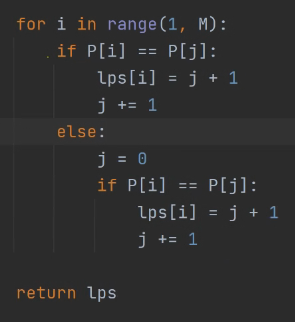 for i in range(1, M):
    if P[i] == P[j]:
        lps[i] = j + 1
        j += 1
    else:
        j = 0
        if P[i] == P[j]:
            lps[i] = j + 1
            j += 1
return lps